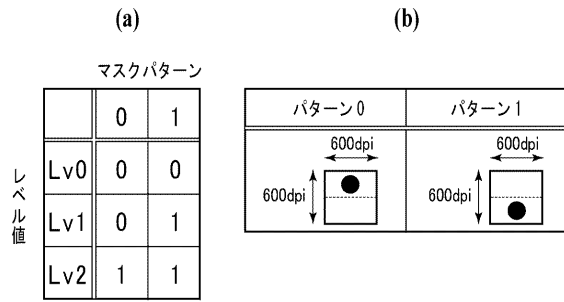 (a)
マスクパターン
0 1
レベル値
Lv0 0 0
Lv1 0 1
Lv2 1 1
(b)
パターン0 パターン1
600dpi 600dpi
600dpi 600dpi